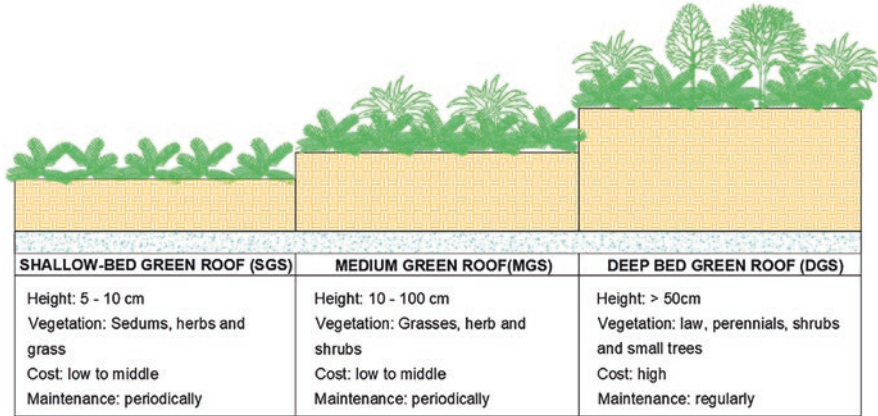 SHALLOW-BED GREEN ROOF (SGS)
Height: 5 - 10 cm
Vegetation: Sedums, herbs and
grass
Cost: low to middle
Maintenance: periodically
MEDIUM GREEN ROOF(MGS)
Height: 10 - 100 cm
Vegetation: Grasses, herb and
shrubs
Cost: low to middle
Maintenance: periodically
DEEP BED GREEN ROOF (DGS)
Height: > 50cm
Vegetation: law, perennials, shrubs
and small trees
Cost: high
Maintenance: regularly